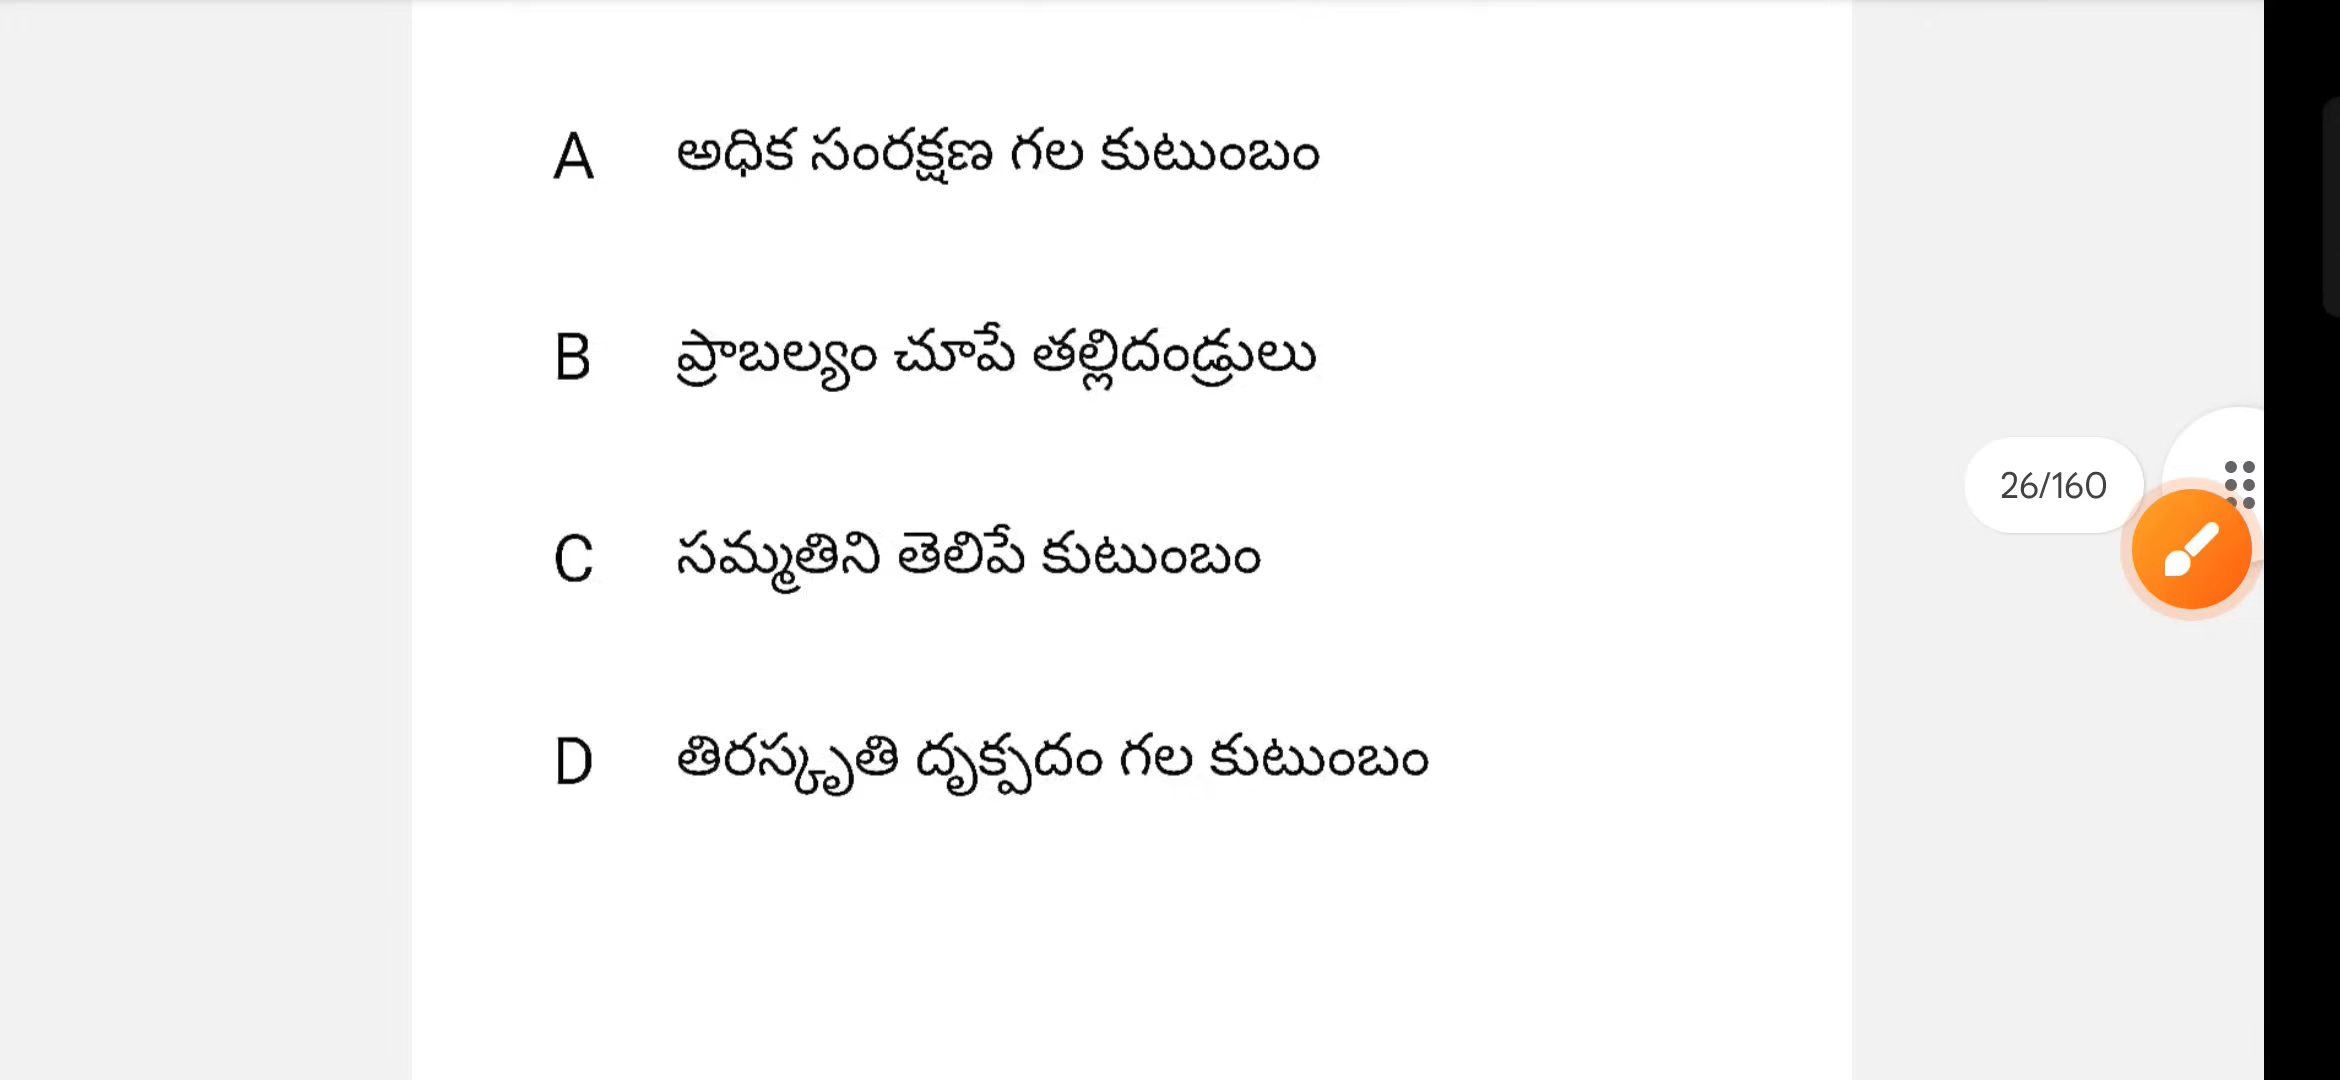 A అధిక సంరక్షణ గల కుటుంబం
B ప్రాబల్యం చూపే తల్లిదండ్రులు
26/160
C సమ్మతిని తెలిపే కుటుంబం
D తిరస్కృతి దృక్పదం గల కుటుంబం